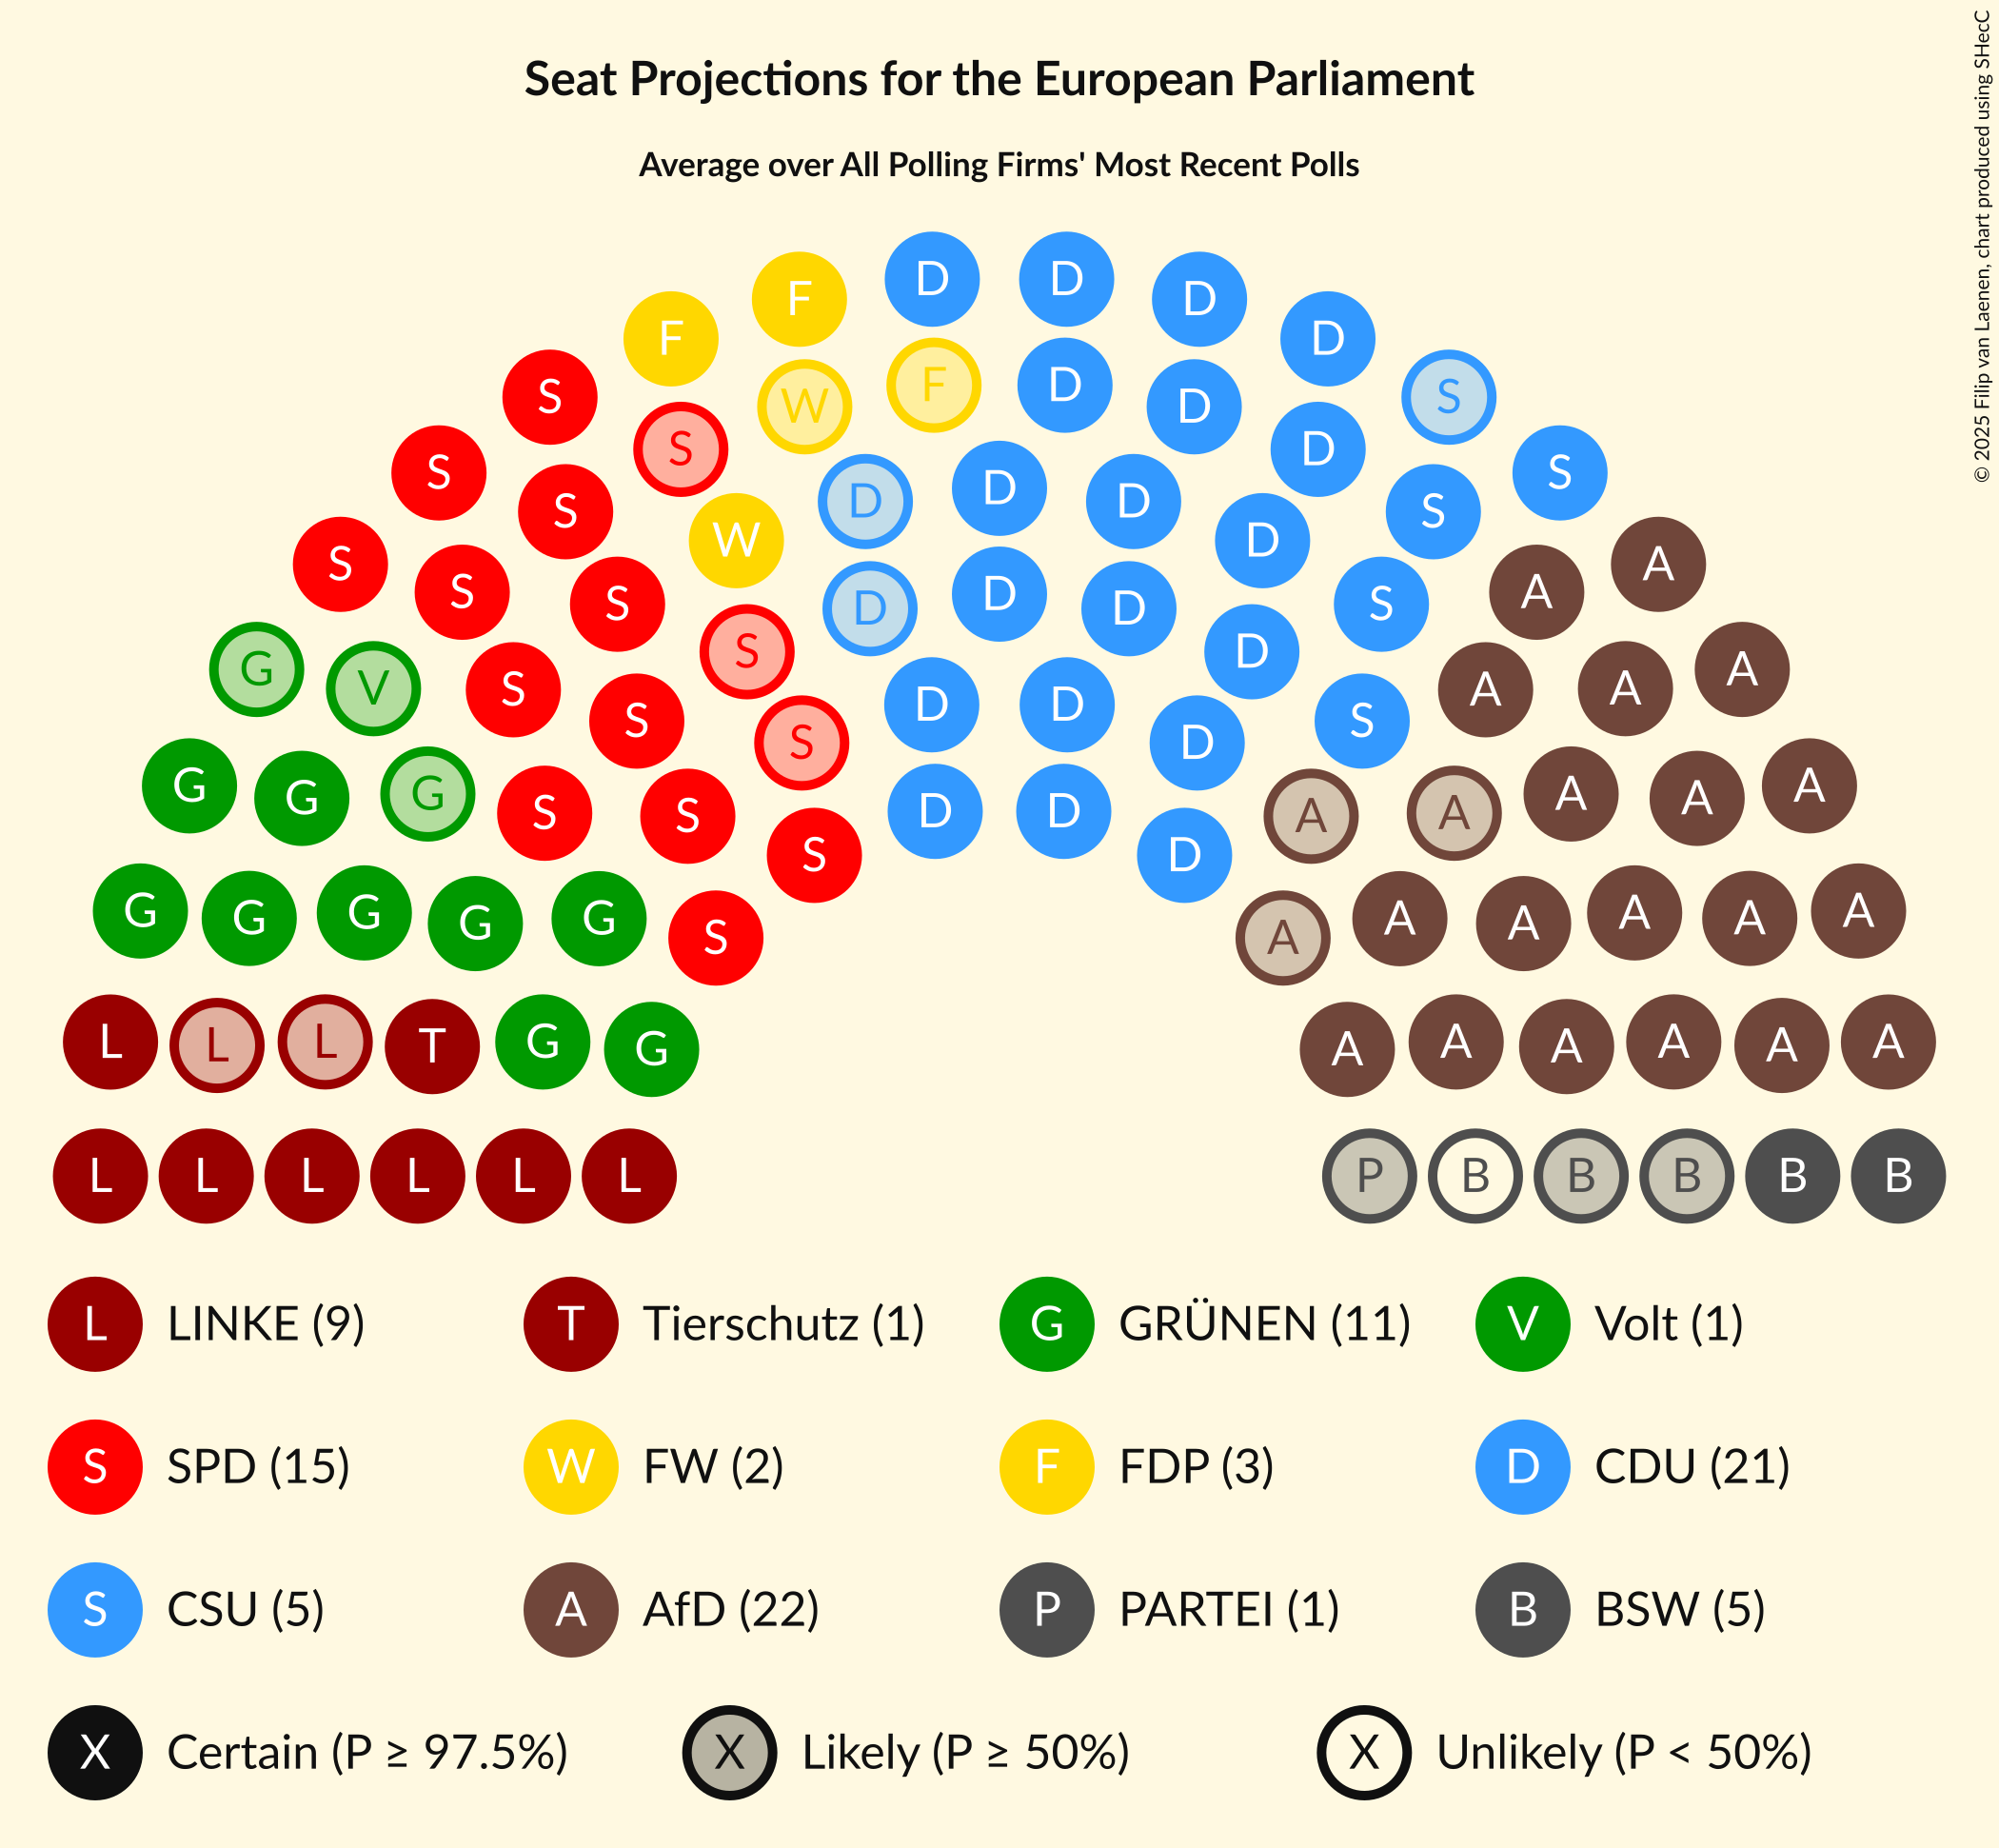 Seat Projections for the European Parliament
Average over All Polling Firms' Most Recent Polls
© 2025 Filip van Laenen, chart produced using SHecC
D D
F D
F D
F D
S S
W D
S D
S S
D
D D
S S
W D
S A
S D A
S D D S
S D
G A
V S A A
D D
S S
S D
G A
G G A A
S S D D A A
S D
G G G G G S A A A A A A
L L L T G G A A A A A A
L L L L L L P B B B B B
L LINKE (9) T Tierschutz (1) G GRÜNEN (11) V Volt (1)
S SPD (15) W FW (2) F FDP (3) D CDU (21)
S CSU (5) A AfD (22) P PARTEI (1) B BSW (5)
X Certain (P ≥ 97.5%) X Likely (P ≥ 50%) X Unlikely (P < 50%)